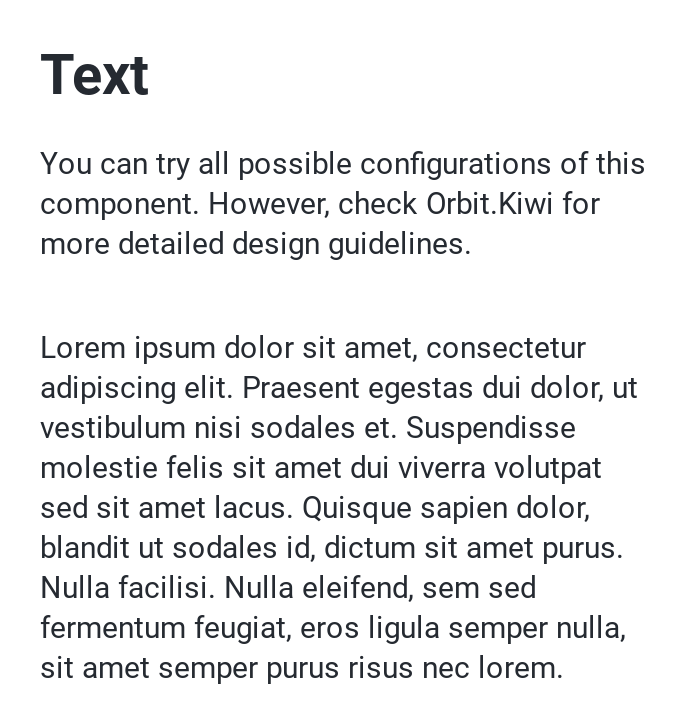 Text
You can try all possible configurations of this
component. However, check Orbit.Kiwi for
more detailed design guidelines.
Lorem ipsum dolor sit amet, consectetur
adipiscing elit. Praesent egestas dui dolor, ut
vestibulum nisi sodales et. Suspendisse
molestie felis sit amet dui viverra volutpat
sed sit amet lacus. Quisque sapien dolor,
blandit ut sodales id, dictum sit amet purus.
Nulla facilisi. Nulla eleifend, sem sed
fermentum feugiat, eros ligula semper nulla,
sit amet semper purus risus nec lorem.